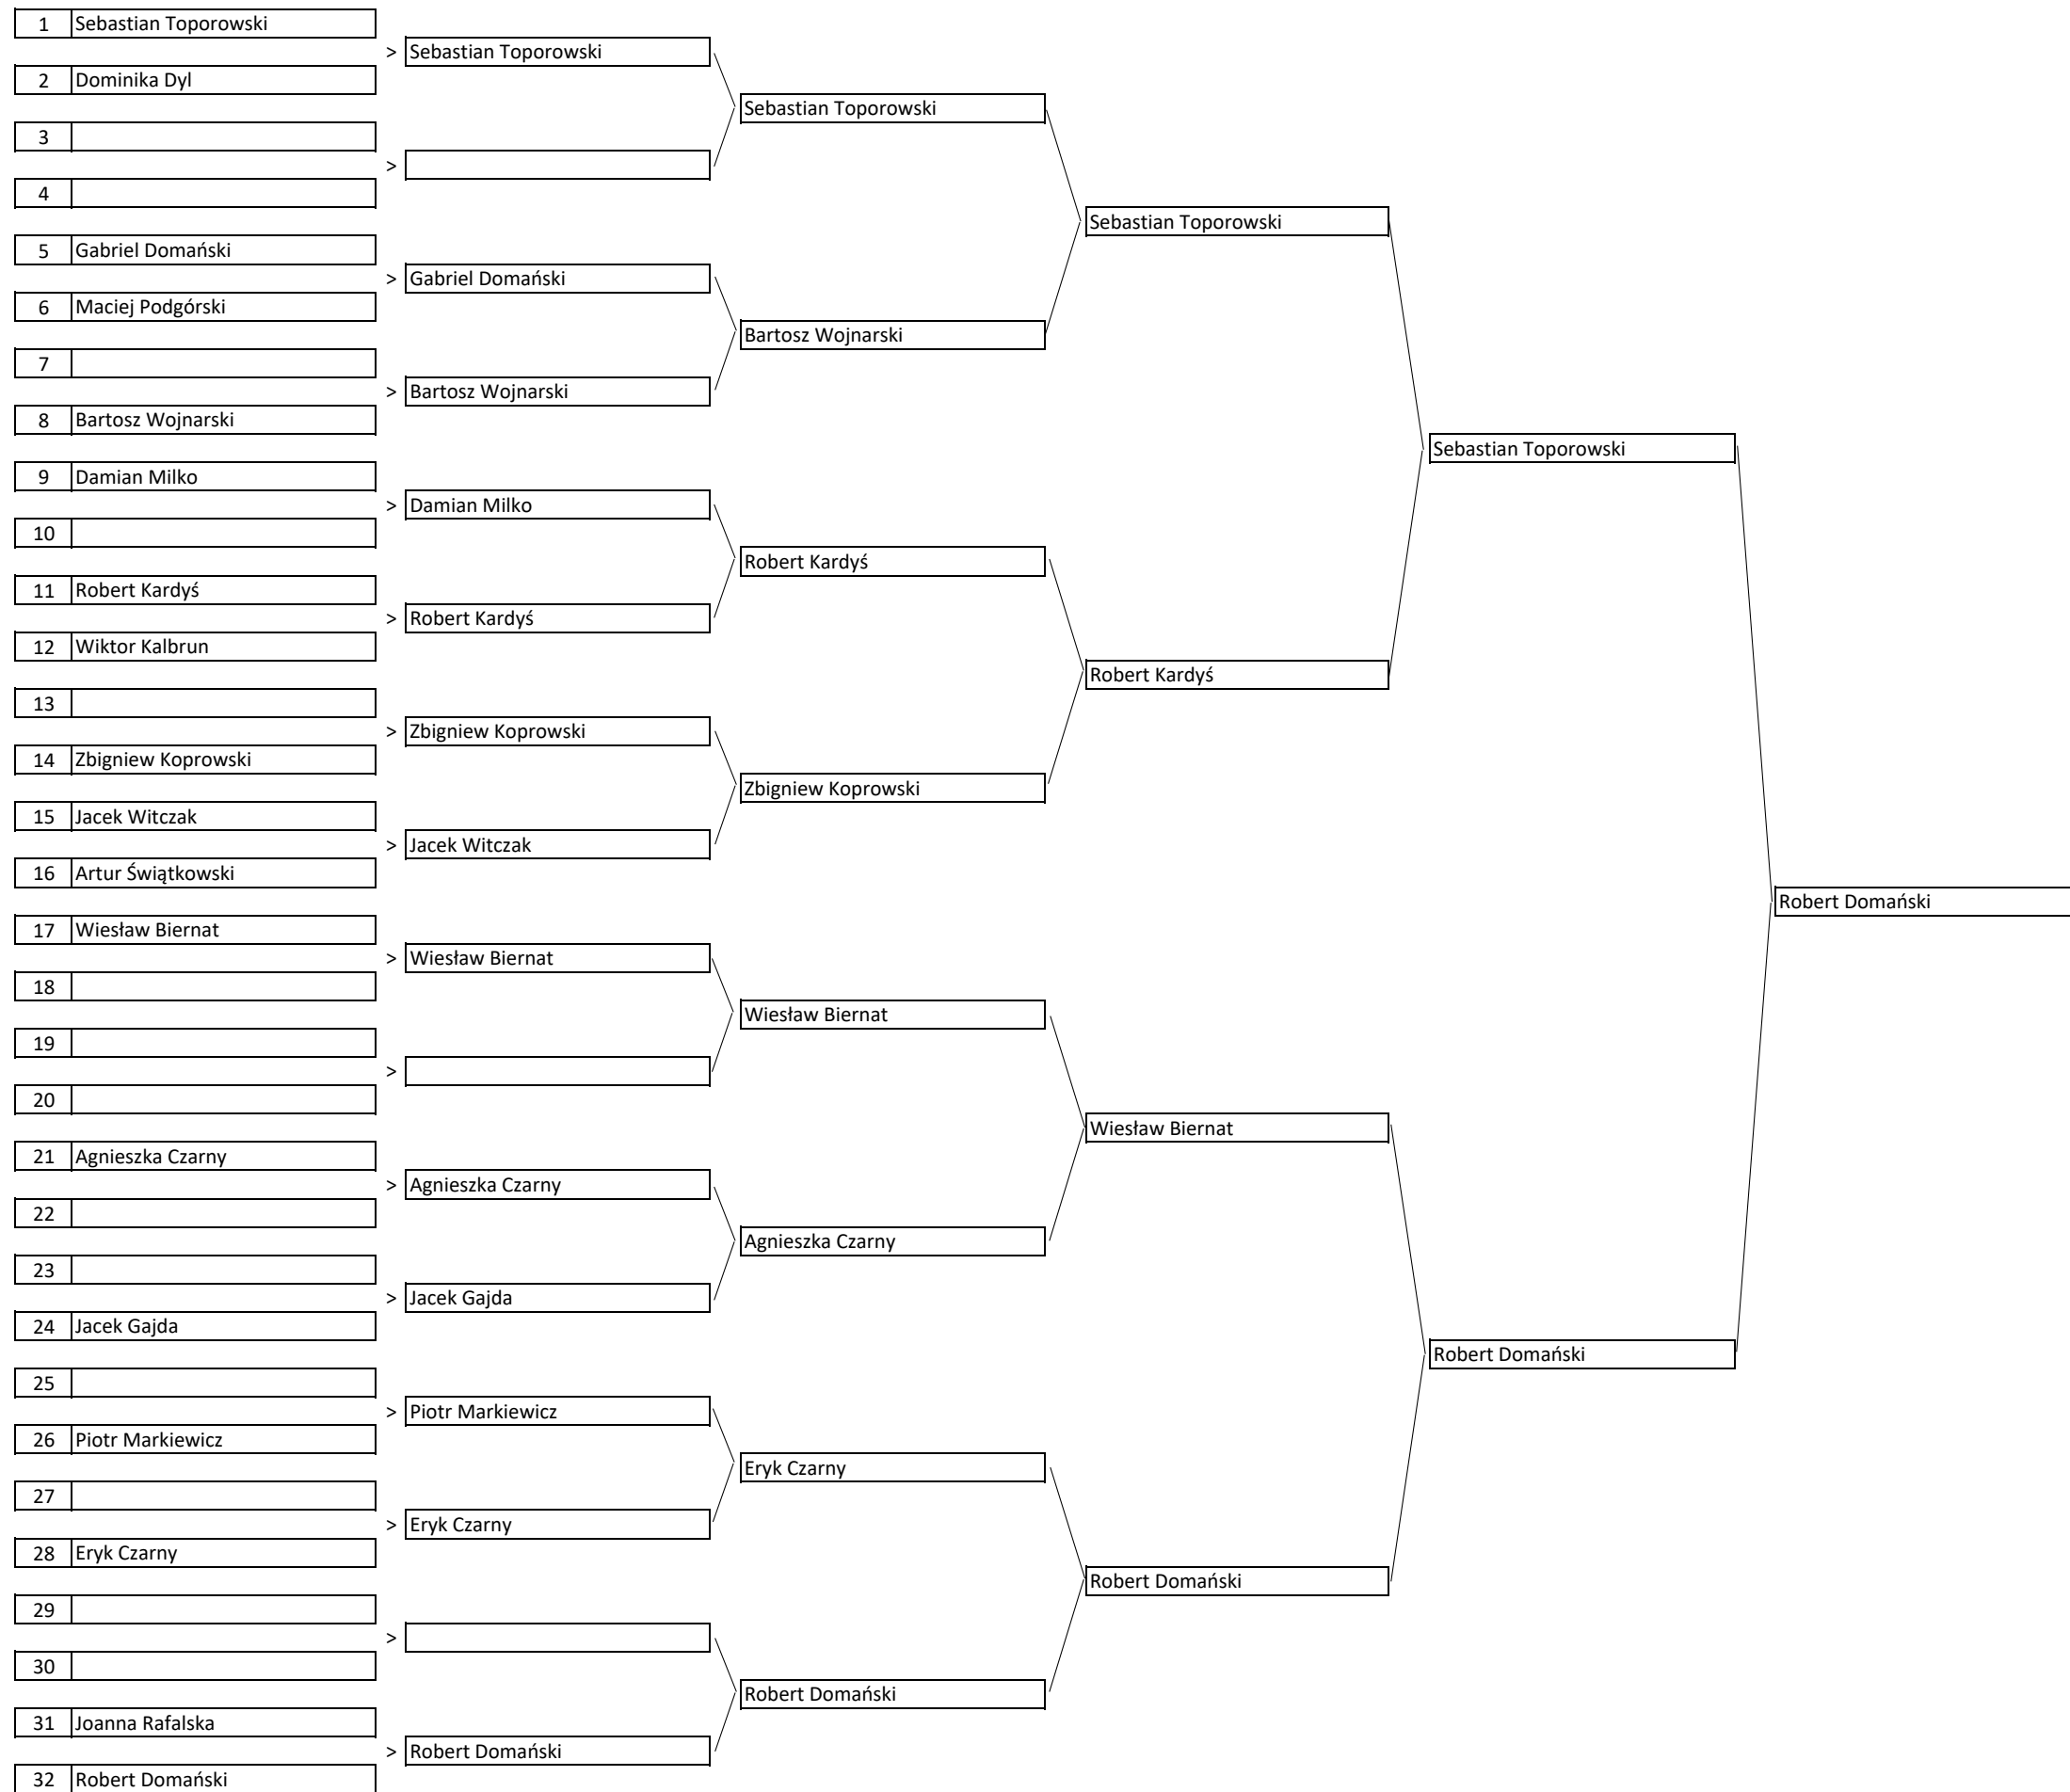 1 Sebastian Toporowski
> Sebastian Toporowski
2 Dominika Dyl
Sebastian Toporowski
3
>
4
Sebastian Toporowski
5 Gabriel Domański
> Gabriel Domański
6 Maciej Podgórski
Bartosz Wojnarski
7
> Bartosz Wojnarski
8 Bartosz Wojnarski
Sebastian Toporowski
9 Damian Milko
> Damian Milko
10
Robert Kardyś
11 Robert Kardyś
> Robert Kardyś
12 Wiktor Kalbrun
Robert Kardyś
13
> Zbigniew Koprowski
14 Zbigniew Koprowski
Zbigniew Koprowski
15 Jacek Witczak
> Jacek Witczak
16 Artur Świątkowski
Robert Domański
17 Wiesław Biernat
> Wiesław Biernat
18
Wiesław Biernat
19
>
20
Wiesław Biernat
21 Agnieszka Czarny
> Agnieszka Czarny
22
Agnieszka Czarny
23
> Jacek Gajda
24 Jacek Gajda
Robert Domański
25
> Piotr Markiewicz
26 Piotr Markiewicz
Eryk Czarny
27
> Eryk Czarny
28 Eryk Czarny
Robert Domański
29
>
30
Robert Domański
31 Joanna Rafalska
> Robert Domański
32 Robert Domański